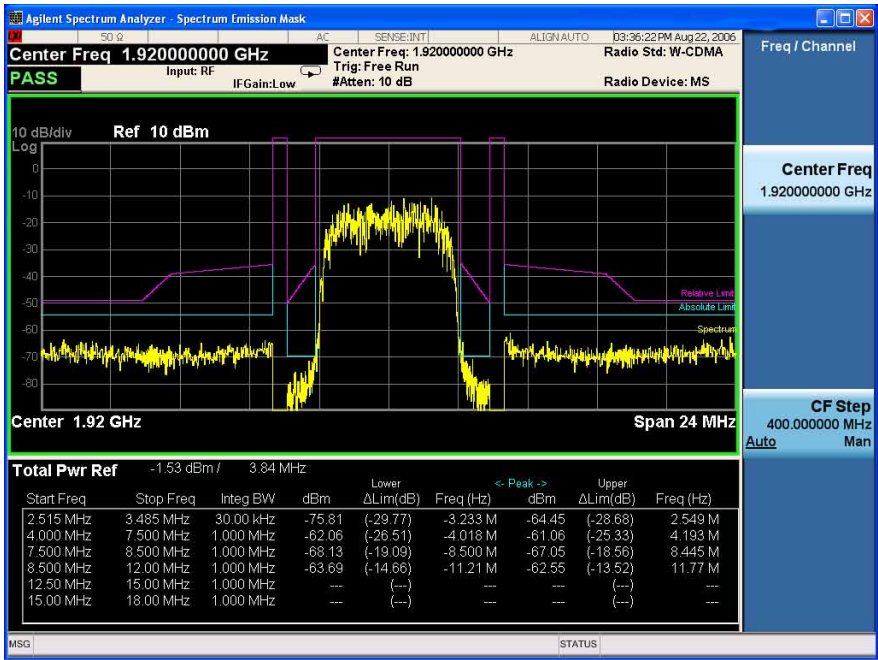 Agilent Spectrum Analyzer - Spectrum Emission Mask
50 Ω AC SENSE:INT ALIGN AUTO 03:36:22 PM Aug 22, 2006
Center Freq 1.920000000 GHz
Center Freq: 1.920000000 GHz
Radio Std: W-CDMA
Trig: Free Run
PASS
Input: RF
IFGain:Low
#Atten: 10 dB
Radio Device: MS
Freq / Channel
10 dB/div
Ref 10 dBm
Log
0
-10
-20
-30
-40
-50
-60
-70
-80
Relative Limit
Absolute Limit
Spectrum
Center 1.92 GHz
Span 24 MHz
Center Freq
1.920000000 GHz
CF Step
400.000000 MHz
Auto Man
Total Pwr Ref -1.53 dBm / 3.84 MHz
Lower <- Peak -> Upper
Start Freq Stop Freq Integ BW dBm ΔLim(dB) Freq (Hz) dBm ΔLim(dB) Freq (Hz)
2.515 MHz 3.485 MHz 30.00 kHz -75.81 (-29.77) -3.233 M -64.45 (-28.68) 2.549 M
4.000 MHz 7.500 MHz 1.000 MHz -62.06 (-26.51) -4.018 M -61.06 (-25.33) 4.193 M
7.500 MHz 8.500 MHz 1.000 MHz -68.13 (-19.09) -8.500 M -67.05 (-18.56) 8.445 M
8.500 MHz 12.00 MHz 1.000 MHz -63.69 (-14.66) -11.21 M -62.55 (-13.52) 11.77 M
12.50 MHz 15.00 MHz 1.000 MHz --- (---) --- --- (---) ---
15.00 MHz 18.00 MHz 1.000 MHz --- (---) --- --- (---) ---
MSG STATUS